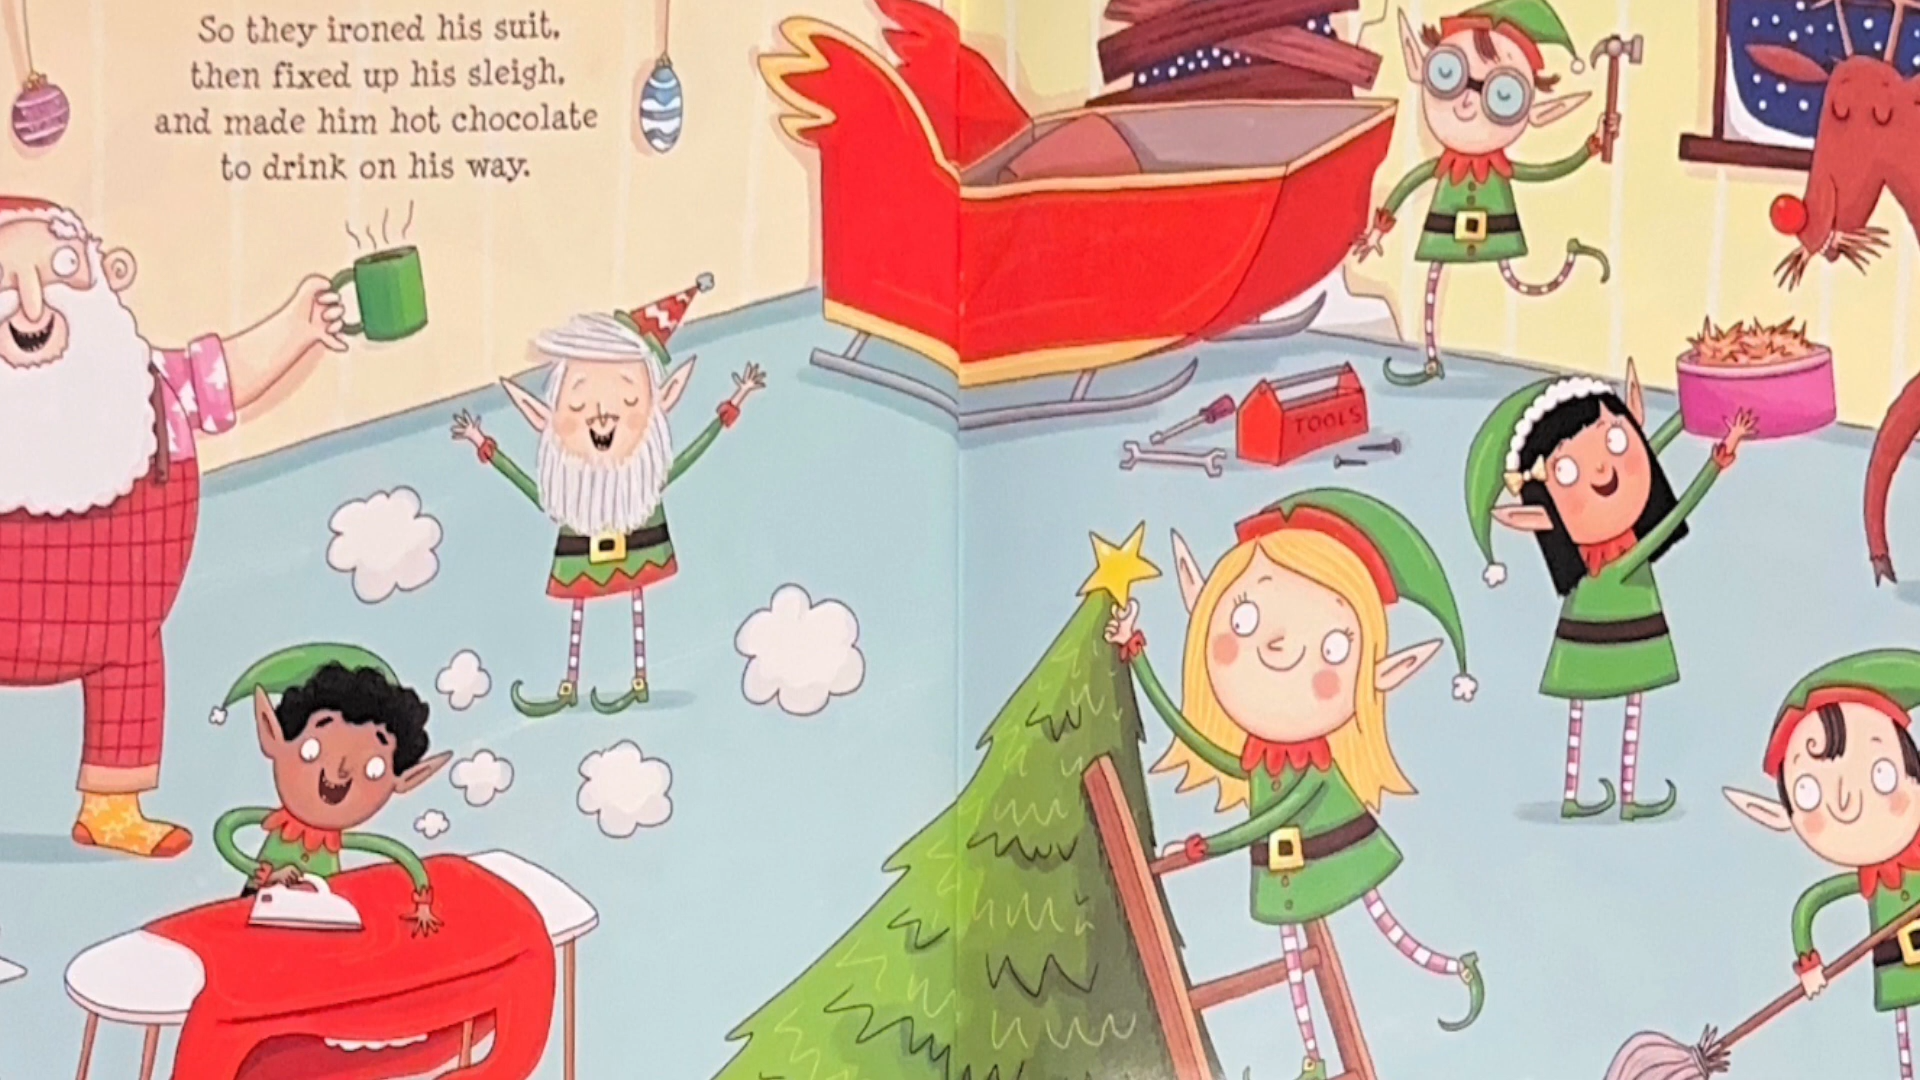 So they ironed his suit,
then fixed up his sleigh,
and made him hot chocolate
to drink on his way.
TOOLS